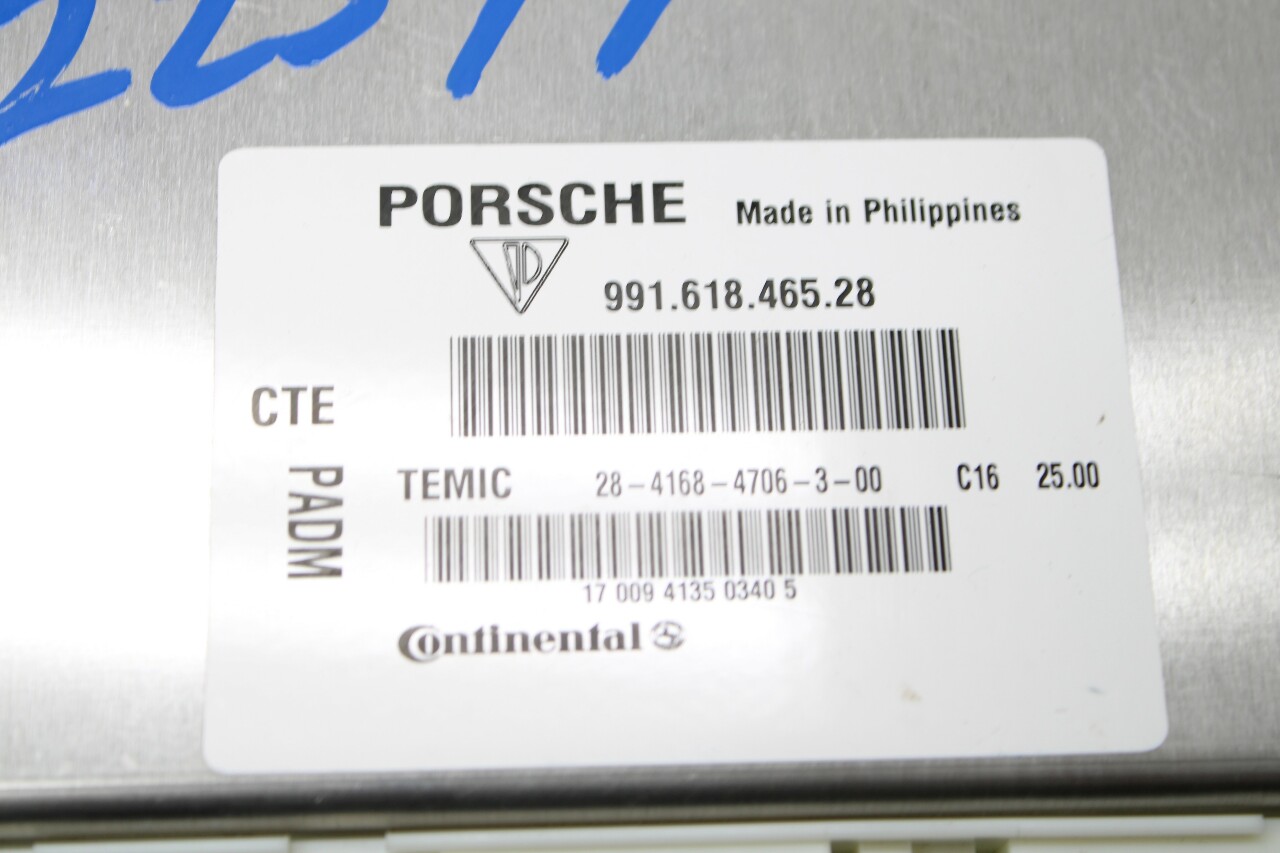 PORSCHE Made in Philippines
991.618.465.28
CTE
PADM
TEMIC 28-4168-4706-3-00 C16 25.00
17 009 4135 0340 5
Continental